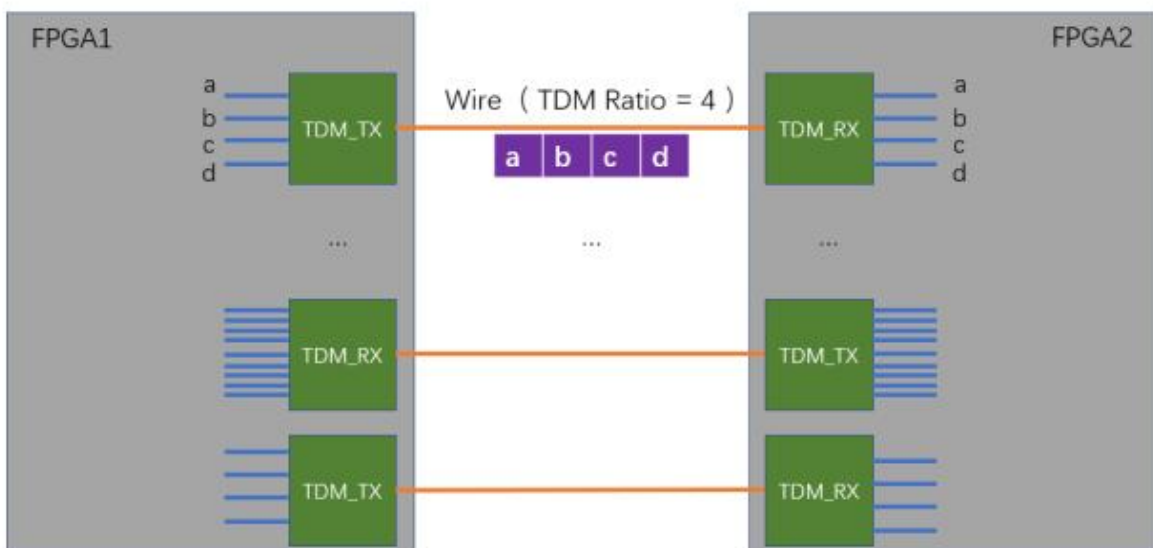 FPGA1
FPGA2
a
b
c
d
TDM_TX
Wire ( TDM Ratio = 4 )
a b c d
TDM_RX
a
b
c
d
...
...
...
TDM_RX
TDM_TX
TDM_TX
TDM_RX